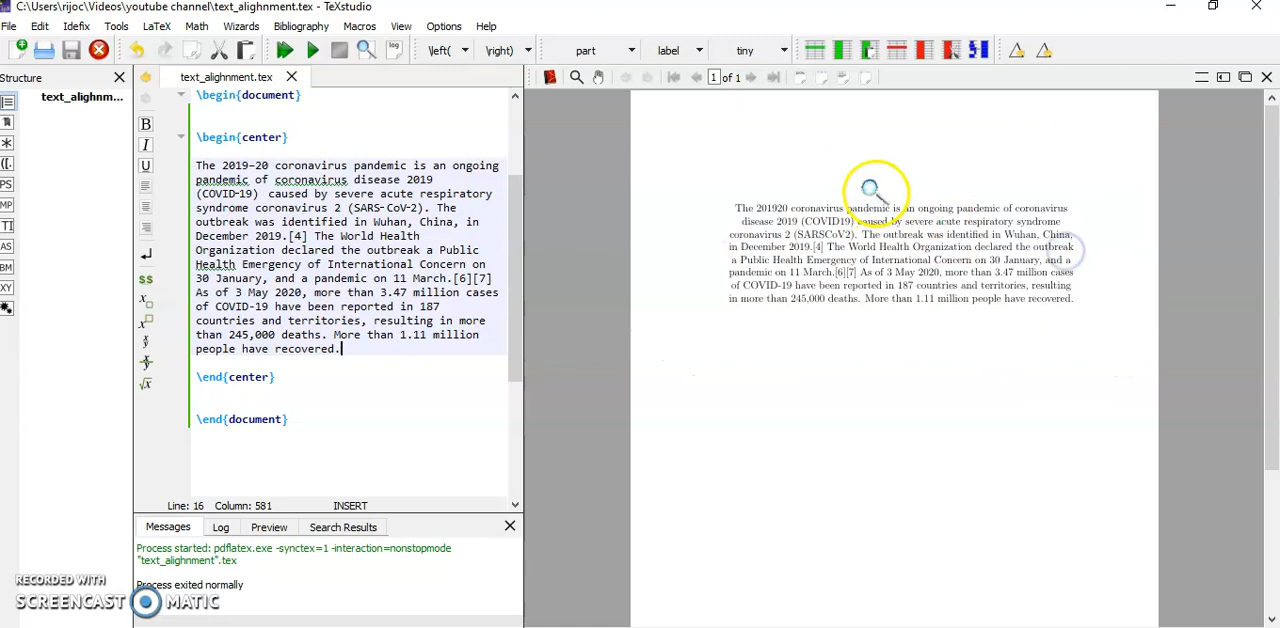 C:\Users\rijoc\Videos\youtube channel\text_alighnment.tex - TeXstudio
File Edit Idefix Tools LaTeX Math Wizards Bibliography Macros View Options Help
\left( \right) part label tiny
Structure
text_alighnment.tex
1 of 1
text_alighnm...
\begin{document}
\begin{center}
The 2019–20 coronavirus pandemic is an ongoing
pandemic of coronavirus disease 2019
(COVID‑19) caused by severe acute respiratory
syndrome coronavirus 2 (SARS‑CoV‑2). The
outbreak was identified in Wuhan, China, in
December 2019.[4] The World Health
Organization declared the outbreak a Public
Health Emergency of International Concern on
30 January, and a pandemic on 11 March.[6][7]
As of 3 May 2020, more than 3.47 million cases
of COVID-19 have been reported in 187
countries and territories, resulting in more
than 245,000 deaths. More than 1.11 million
people have recovered.
\end{center}
\end{document}
Line: 16 Column: 581 INSERT
Messages Log Preview Search Results
Process started: pdflatex.exe -synctex=1 -interaction=nonstopmode
"text_alighnment".tex
Process exited normally
The 201920 coronavirus pandemic is an ongoing pandemic of coronavirus
disease 2019 (COVID19) caused by severe acute respiratory syndrome
coronavirus 2 (SARSCoV2). The outbreak was identified in Wuhan, China,
in December 2019.[4] The World Health Organization declared the outbreak
a Public Health Emergency of International Concern on 30 January, and a
pandemic on 11 March.[6][7] As of 3 May 2020, more than 3.47 million cases
of COVID-19 have been reported in 187 countries and territories, resulting
in more than 245,000 deaths. More than 1.11 million people have recovered.
B
I
U
$$
PS
MP
TI
AS
BM
XY
log
RECORDED WITH
SCREENCAST MATIC